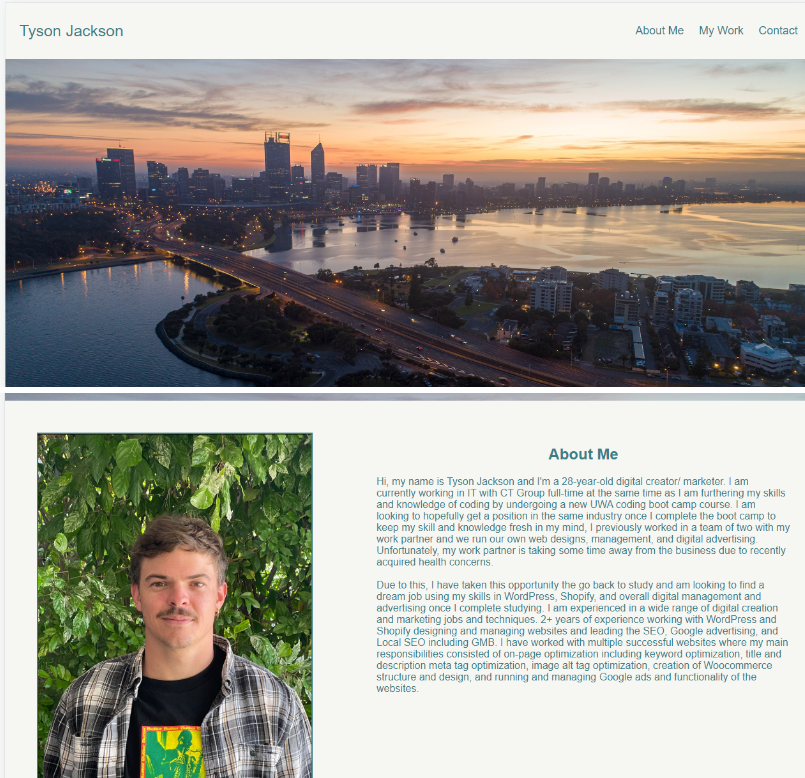 Tyson Jackson
About Me My Work Contact
About Me
Hi, my name is Tyson Jackson and I'm a 28-year-old digital creator/ marketer. I am
currently working in IT with CT Group full-time at the same time as I am furthering my skills
and knowledge of coding by undergoing a new UWA coding boot camp course. I am
looking to hopefully get a position in the same industry once I complete the boot camp to
keep my skill and knowledge fresh in my mind, I previously worked in a team of two with my
work partner and we run our own web designs, management, and digital advertising.
Unfortunately, my work partner is taking some time away from the business due to recently
acquired health concerns.
Due to this, I have taken this opportunity the go back to study and am looking to find a
dream job using my skills in WordPress, Shopify, and overall digital management and
advertising once I complete studying. I am experienced in a wide range of digital creation
and marketing jobs and techniques. 2+ years of experience working with WordPress and
Shopify designing and managing websites and leading the SEO, Google advertising, and
Local SEO including GMB. I have worked with multiple successful websites where my main
responsibilities consisted of on-page optimization including keyword optimization, title and
description meta tag optimization, image alt tag optimization, creation of Woocommerce
structure and design, and running and managing Google ads and functionality of the
websites.